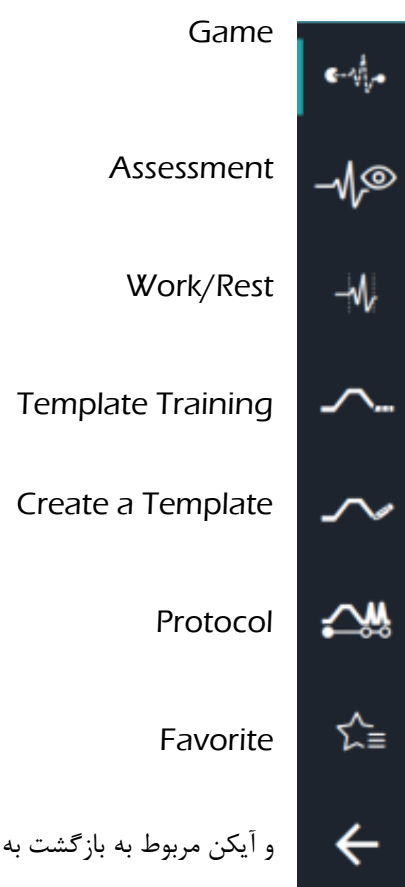 Game
Assessment
Work/Rest
Template Training
Create a Template
Protocol
Favorite
و آیکن مربوط به بازگشت به